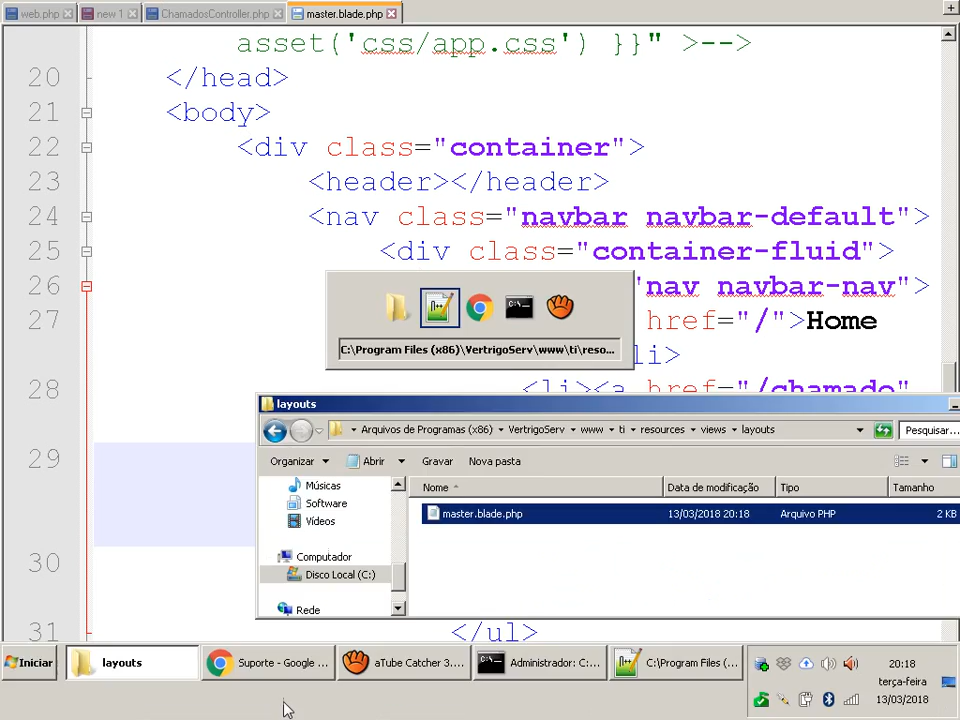 web.php
new 1
ChamadosController.php
master.blade.php
asset('css/app.css') }}" >-->
20 </head>
21 <body>
22 <div class="container">
23 <header></header>
24 <nav class="navbar navbar-default">
25 <div class="container-fluid">
26 "nav navbar-nav">
27 href="/">Home
li>
28 <li><a href="/chamado"
29
30
31 </ul>
C:\Program Files (x86)\VertrigoServ\www\ti\reso...
layouts
Arquivos de Programas (x86) VertrigoServ www ti resources views layouts
Pesquisar...
Organizar Abrir Gravar Nova pasta
Músicas
Software
Vídeos
Computador
Disco Local (C:)
Rede
Nome Data de modificação Tipo Tamanho
master.blade.php 13/03/2018 20:18 Arquivo PHP 2 KB
Iniciar
layouts
Suporte - Google ...
aTube Catcher 3....
Administrador: C:...
C:\Program Files (...
20:18
terça-feira
13/03/2018